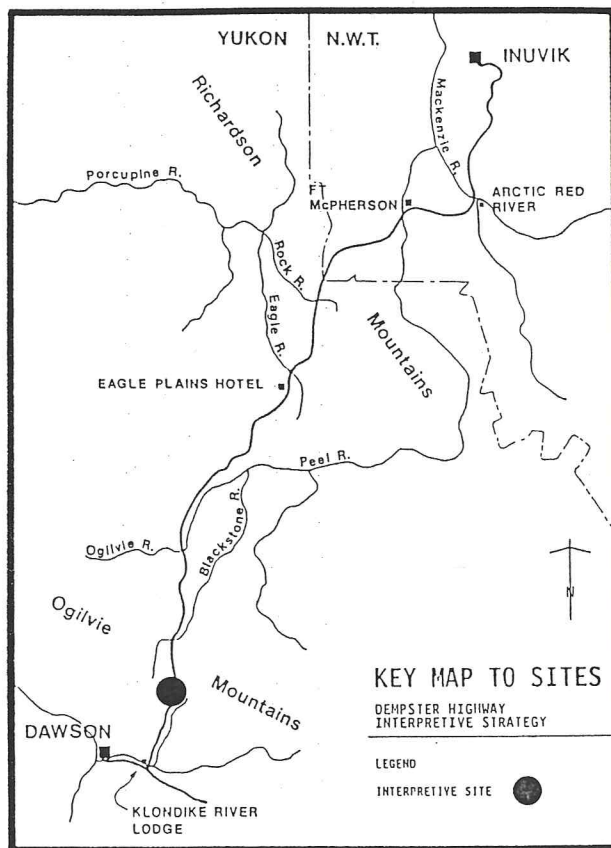 YUKON
N.W.T.
INUVIK
Richardson
Mackenzie R.
Porcupine R.
Ft
McPHERSON
ARCTIC RED
RIVER
Rock R.
Eagle R.
Mountains
EAGLE PLAINS HOTEL
Peel R.
Blackstone R.
Ogilvie R.
N
Ogilvie
Mountains
KEY MAP TO SITES
DEMPSTER HIGHWAY
INTERPRETIVE STRATEGY
DAWSON
LEGEND
INTERPRETIVE SITE
KLONDIKE RIVER
LODGE